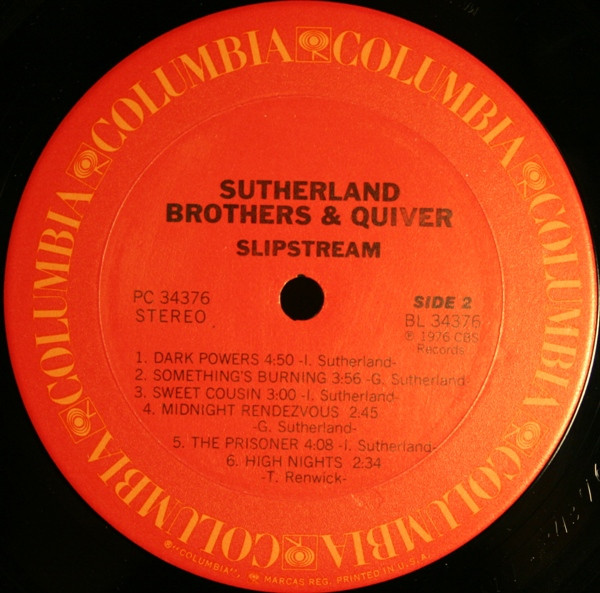 COLUMBIA COLUMBIA COLUMBIA COLUMBIA COLUMBIA COLUMBIA COLUMBIA COLUMBIA
SUTHERLAND
BROTHERS & QUIVER
SLIPSTREAM
PC 34376
STEREO
SIDE 2
BL 34376
℗ 1976 CBS
Records
1. DARK POWERS 4:50 -I. Sutherland-
2. SOMETHING'S BURNING 3:56 -G. Sutherland-
3. SWEET COUSIN 3:00 -I. Sutherland-
4. MIDNIGHT RENDEZVOUS 2:45
-G. Sutherland-
5. THE PRISONER 4:08 -I. Sutherland-
6. HIGH NIGHTS 2:34
-T. Renwick-
®"COLUMBIA", MARCAS REG. PRINTED IN U.S.A.